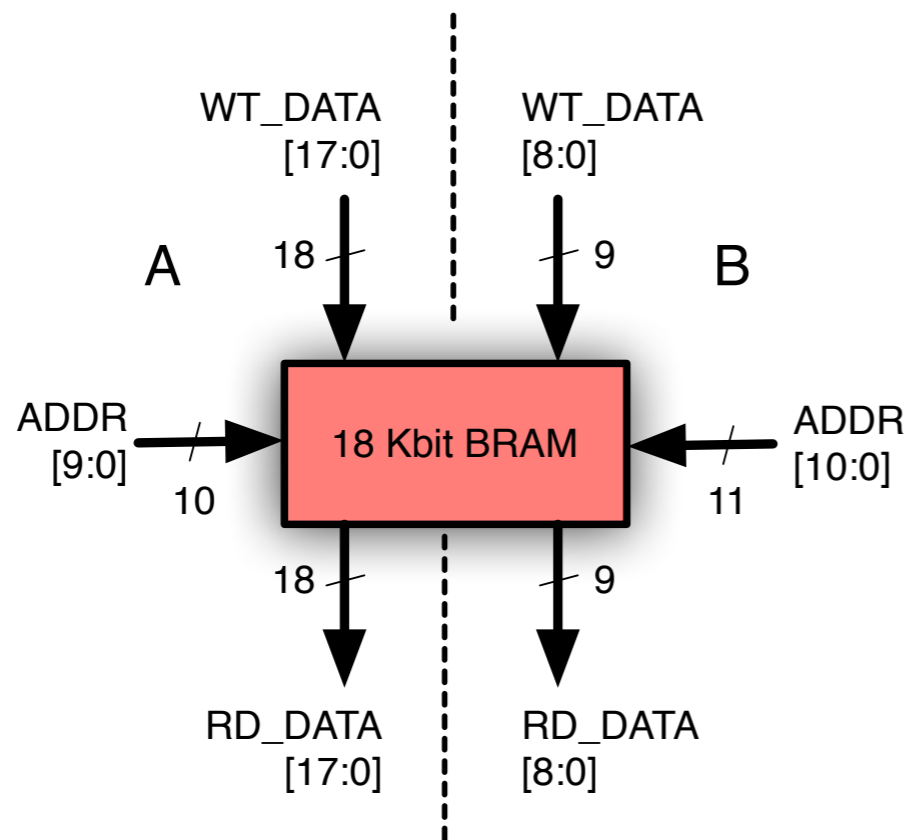 WT_DATA
[17:0]
WT_DATA
[8:0]
18
9
A
B
ADDR
[9:0]
10
18 Kbit BRAM
ADDR
[10:0]
11
18
9
RD_DATA
[17:0]
RD_DATA
[8:0]